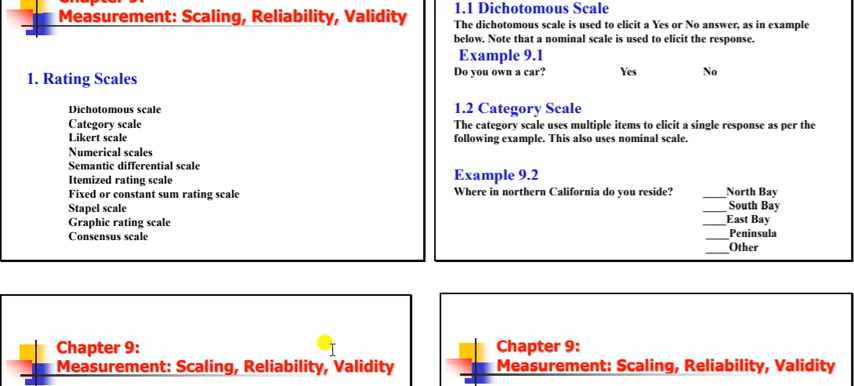 Chapter 9:
Measurement: Scaling, Reliability, Validity
1. Rating Scales
Dichotomous scale
Category scale
Likert scale
Numerical scales
Semantic differential scale
Itemized rating scale
Fixed or constant sum rating scale
Stapel scale
Graphic rating scale
Consensus scale
1.1 Dichotomous Scale
The dichotomous scale is used to elicit a Yes or No answer, as in example
below. Note that a nominal scale is used to elicit the response.
Example 9.1
Do you own a car? Yes No
1.2 Category Scale
The category scale uses multiple items to elicit a single response as per the
following example. This also uses nominal scale.
Example 9.2
Where in northern California do you reside? ____North Bay
____ South Bay
____East Bay
____Peninsula
____Other
Chapter 9:
Measurement: Scaling, Reliability, Validity
Chapter 9:
Measurement: Scaling, Reliability, Validity